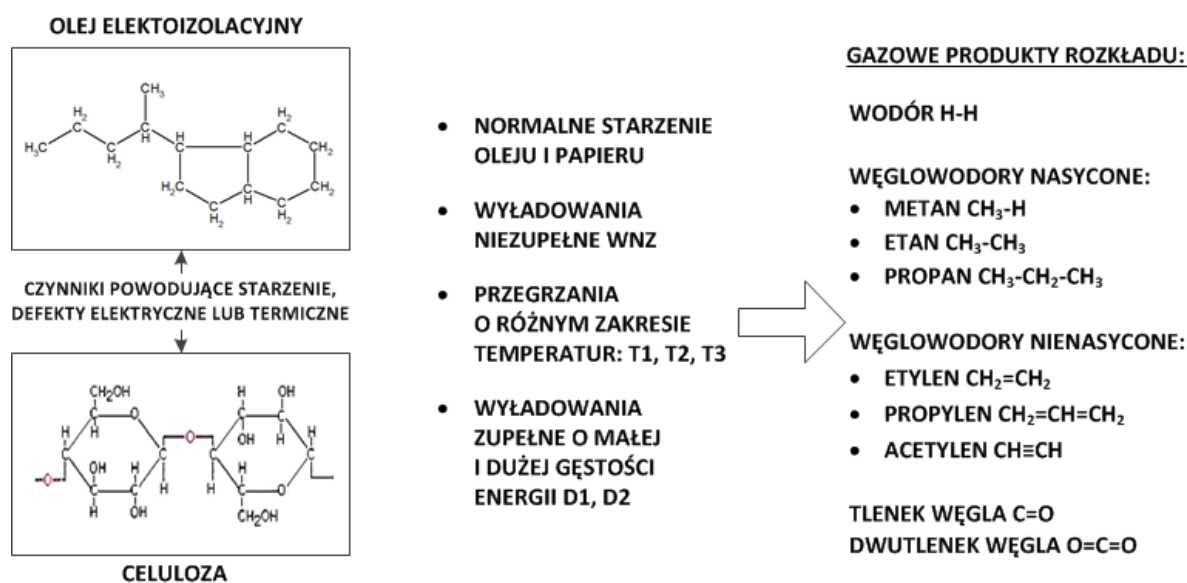 OLEJ ELEKTOIZOLACYJNY
CH₃
H₂
C
C
H
H
C
H₂
C
H₃C
C
H₂
C
C
CH₂
H₂C
C
H
CH₂
C
H₂
C
H₂
CZYNNIKI POWODUJĄCE STARZENIE,
DEFEKTY ELEKTRYCZNE LUB TERMICZNE
CH₂OH
H
OH
C
O
C
C
H
H
H
OH
H
H
C
C
O
C
C
O
OH
H
H
H
C
C
C
O
H
OH
CH₂OH
CELULOZA
• NORMALNE STARZENIE
OLEJU I PAPIERU
• WYŁADOWANIA
NIEZUPEŁNE WNZ
• PRZEGRZANIA
O RÓŻNYM ZAKRESIE
TEMPERATUR: T1, T2, T3
• WYŁADOWANIA
ZUPEŁNE O MAŁEJ
I DUŻEJ GĘSTOŚCI
ENERGII D1, D2
GAZOWE PRODUKTY ROZKŁADU:
WODÓR H-H
WĘGLOWODORY NASYCONE:
• METAN CH₃-H
• ETAN CH₃-CH₃
• PROPAN CH₃-CH₂-CH₃
WĘGLOWODORY NIENASYCONE:
• ETYLEN CH₂=CH₂
• PROPYLEN CH₂=CH=CH₂
• ACETYLEN CH≡CH
TLENEK WĘGLA C=O
DWUTLENEK WĘGLA O=C=O